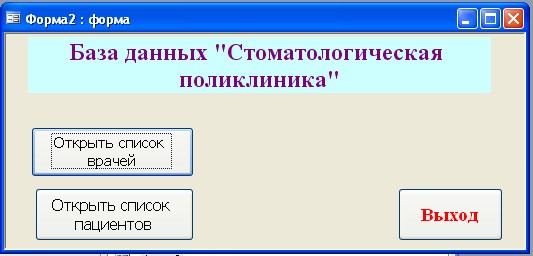 Форма2 : форма
База данных "Стоматологическая
поликлиника"
Открыть список
врачей
Открыть список
пациентов
Выход